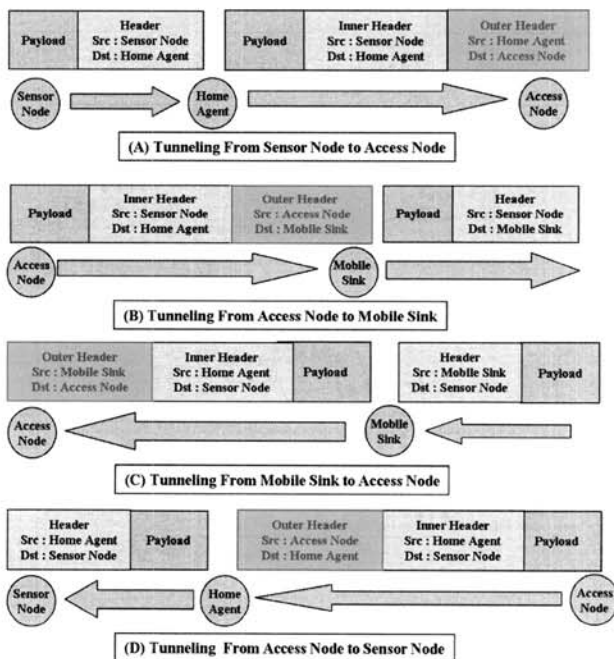 Payload
Header
Src : Sensor Node
Dst : Home Agent
Payload
Inner Header
Src : Sensor Node
Dst : Home Agent
Outer Header
Src : Home Agent
Dst : Access Node
Sensor
Node
Home
Agent
Access
Node
(A) Tunneling From Sensor Node to Access Node
Payload
Inner Header
Src : Sensor Node
Dst : Home Agent
Outer Header
Src : Access Node
Dst : Mobile Sink
Payload
Header
Src : Sensor Node
Dst : Mobile Sink
Access
Node
Mobile
Sink
(B) Tunneling From Access Node to Mobile Sink
Outer Header
Src : Mobile Sink
Dst : Access Node
Inner Header
Src : Home Agent
Dst : Sensor Node
Payload
Header
Src : Mobile Sink
Dst : Sensor Node
Payload
Access
Node
Mobile
Sink
(C) Tunneling From Mobile Sink to Access Node
Header
Src : Home Agent
Dst : Sensor Node
Payload
Outer Header
Src : Access Node
Dst : Home Agent
Inner Header
Src : Home Agent
Dst : Sensor Node
Payload
Sensor
Node
Home
Agent
Access
Node
(D) Tunneling From Access Node to Sensor Node